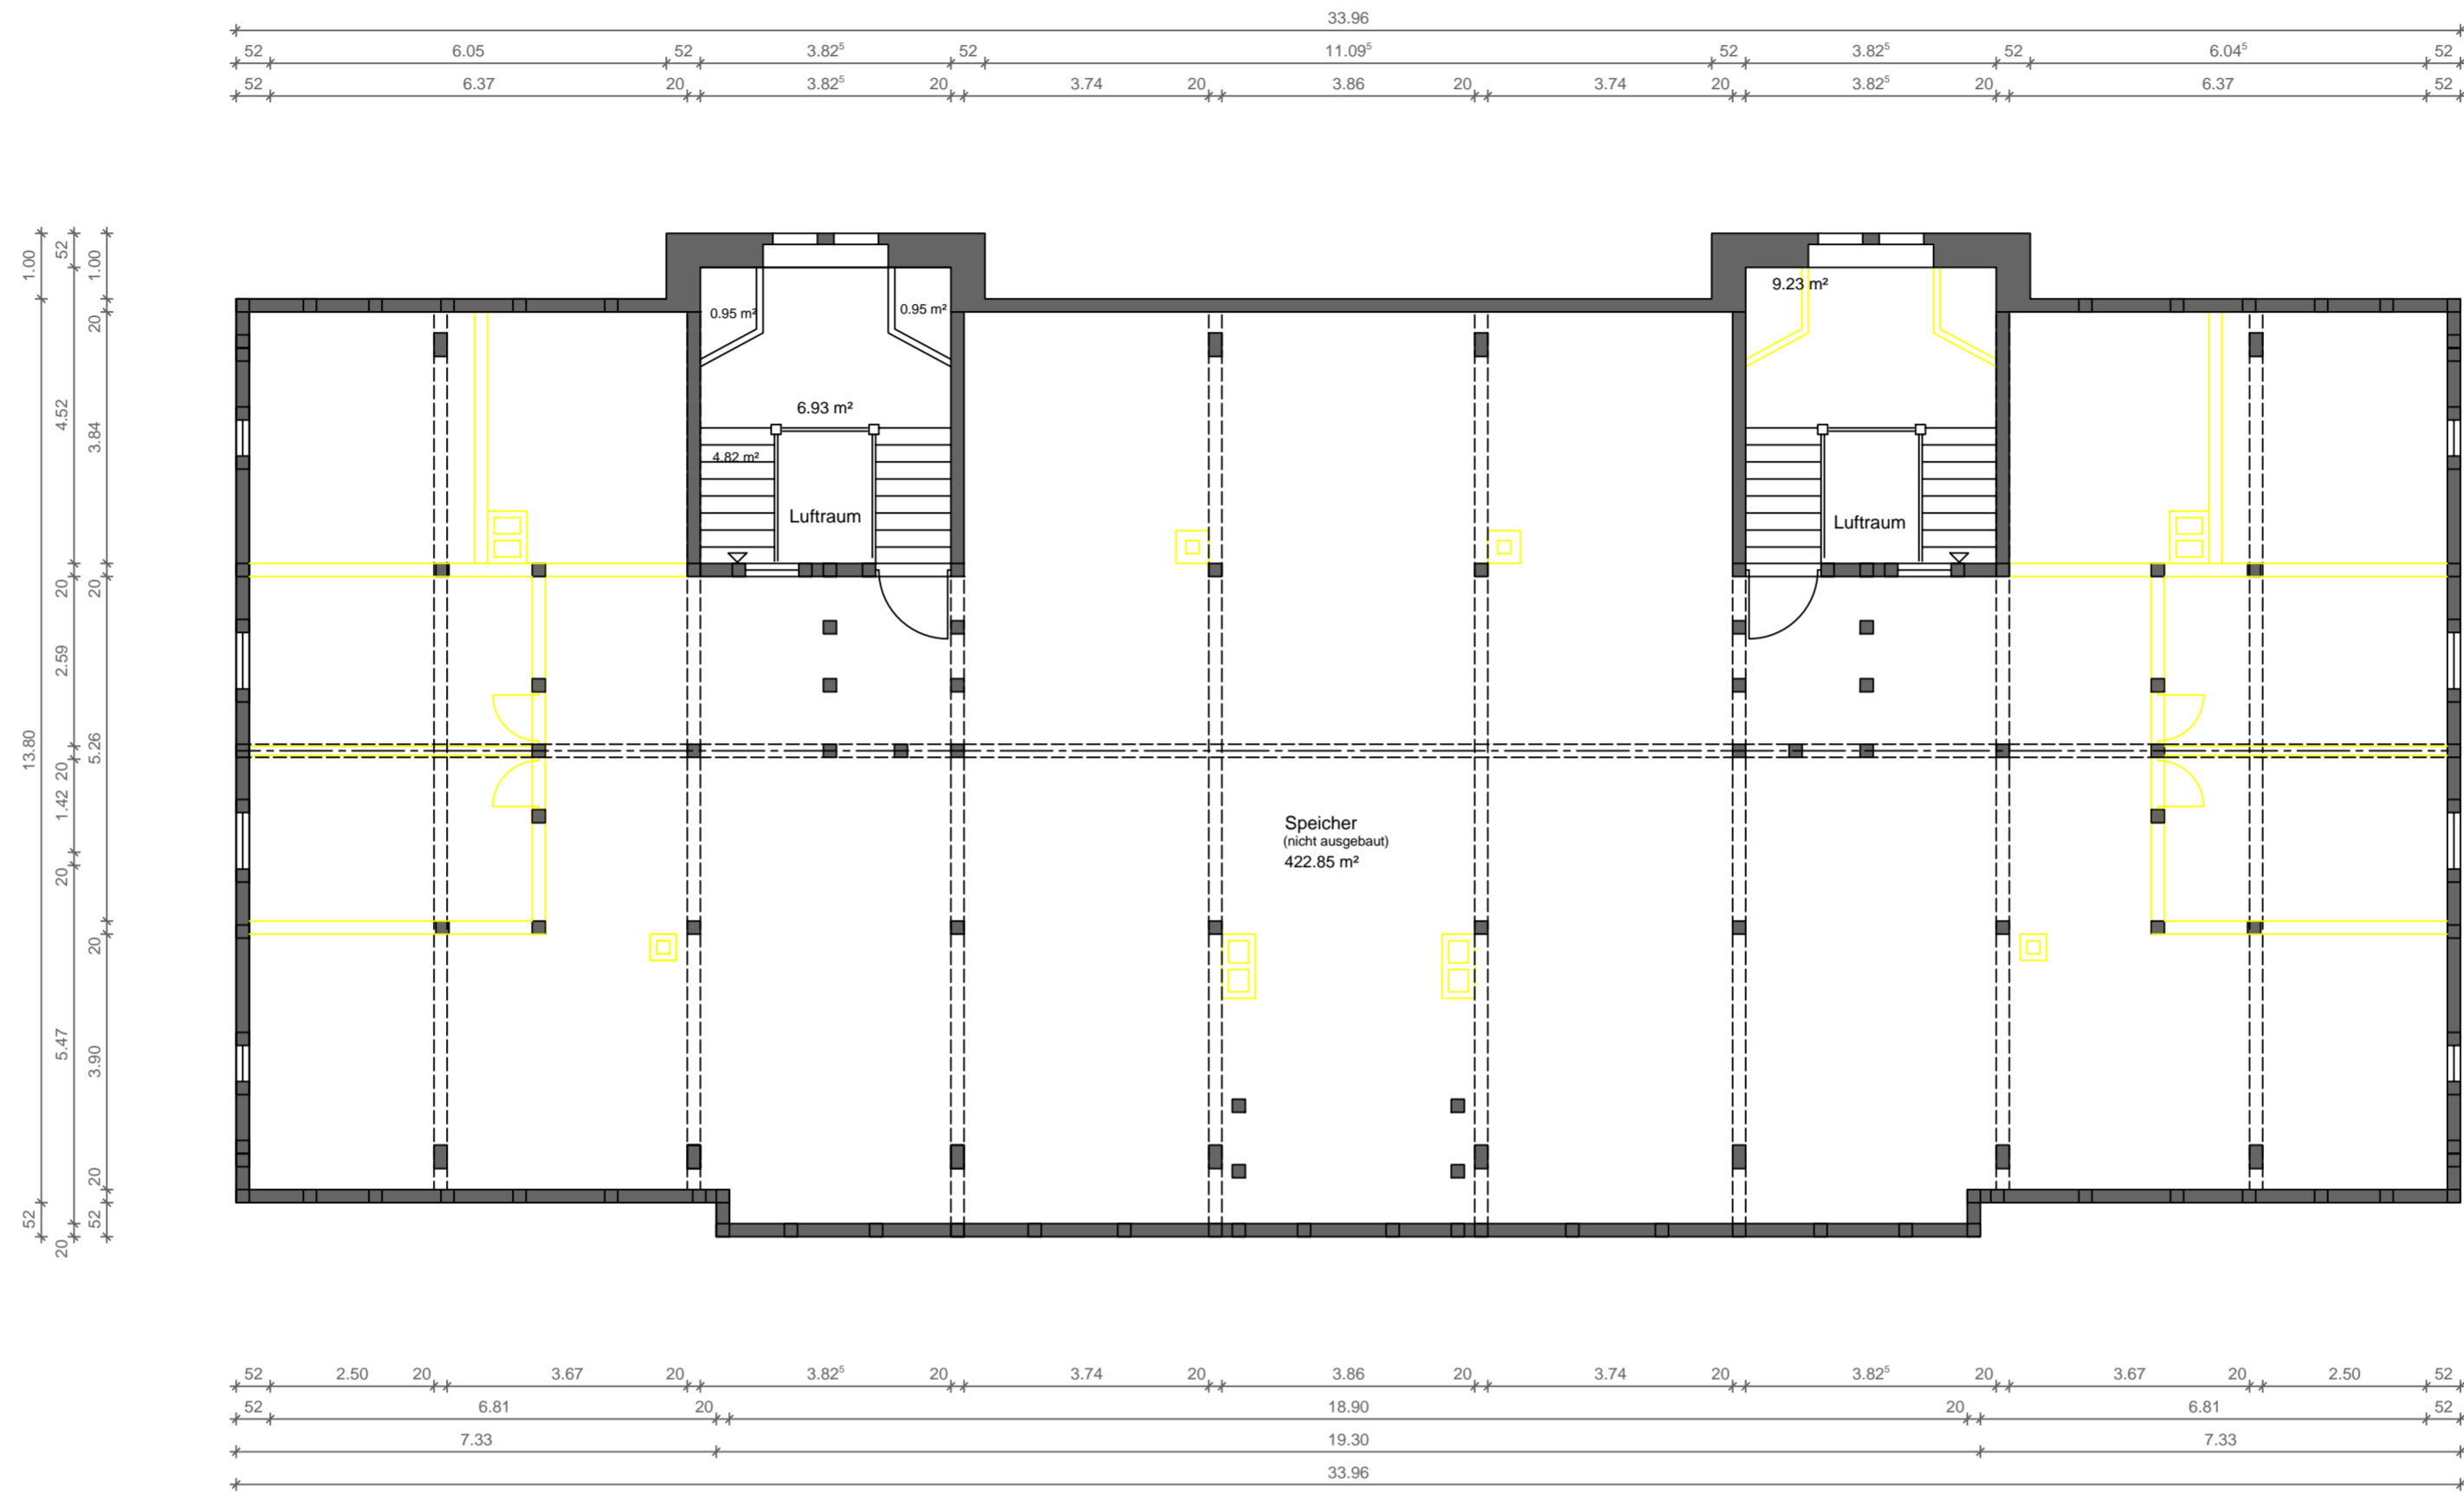 33.96
52 6.05 52 3.82⁵ 52 11.09⁵ 52 3.82⁵ 52 6.04⁵ 52
52 6.37 20 3.82⁵ 20 3.74 20 3.86 20 3.74 20 3.82⁵ 20 6.37 52
1.00 13.80 52
52 4.52 20 2.59 20 1.42 20 5.47 20
1.00 20 3.84 20 5.26 20 3.90 20 52
0.95 m² 0.95 m²
9.23 m²
6.93 m²
4.82 m²
Luftraum
Luftraum
Speicher
(nicht ausgebaut)
422.85 m²
52 2.50 20 3.67 20 3.82⁵ 20 3.74 20 3.86 20 3.74 20 3.82⁵ 20 3.67 20 2.50 52
52 6.81 20 18.90 20 6.81 52
7.33 19.30 7.33
33.96